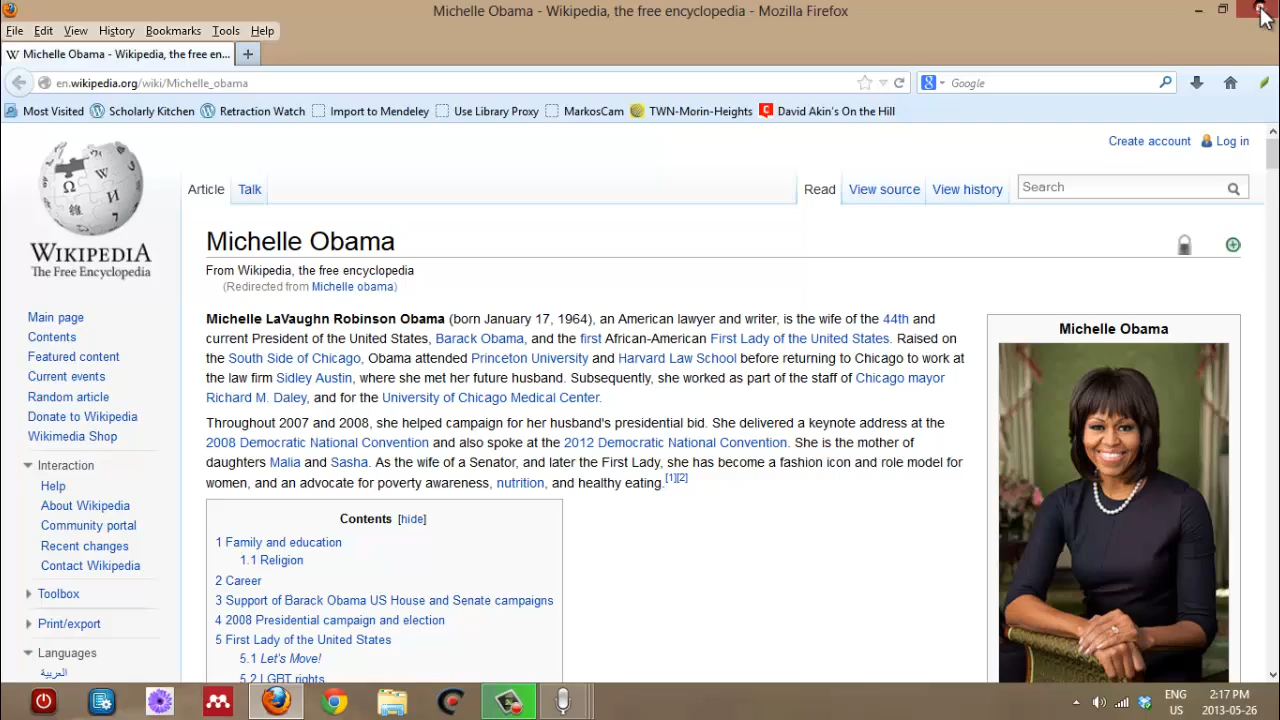 Michelle Obama - Wikipedia, the free encyclopedia - Mozilla Firefox
File Edit View History Bookmarks Tools Help
W Michelle Obama - Wikipedia, the free en... +
en.wikipedia.org/wiki/Michelle_obama Google
Most Visited Scholarly Kitchen Retraction Watch Import to Mendeley Use Library Proxy MarkosCam TWN-Morin-Heights David Akin's On the Hill
Create account Log in
Article Talk Read View source View history Search
WIKIPEDIA
The Free Encyclopedia
Main page
Contents
Featured content
Current events
Random article
Donate to Wikipedia
Wikimedia Shop
Interaction
Help
About Wikipedia
Community portal
Recent changes
Contact Wikipedia
Toolbox
Print/export
Languages
العربية
Michelle Obama
From Wikipedia, the free encyclopedia
(Redirected from Michelle obama)
Michelle LaVaughn Robinson Obama (born January 17, 1964), an American lawyer and writer, is the wife of the 44th and
current President of the United States, Barack Obama, and the first African-American First Lady of the United States. Raised on
the South Side of Chicago, Obama attended Princeton University and Harvard Law School before returning to Chicago to work at
the law firm Sidley Austin, where she met her future husband. Subsequently, she worked as part of the staff of Chicago mayor
Richard M. Daley, and for the University of Chicago Medical Center.
Throughout 2007 and 2008, she helped campaign for her husband's presidential bid. She delivered a keynote address at the
2008 Democratic National Convention and also spoke at the 2012 Democratic National Convention. She is the mother of
daughters Malia and Sasha. As the wife of a Senator, and later the First Lady, she has become a fashion icon and role model for
women, and an advocate for poverty awareness, nutrition, and healthy eating.[1][2]
Contents [hide]
1 Family and education
1.1 Religion
2 Career
3 Support of Barack Obama US House and Senate campaigns
4 2008 Presidential campaign and election
5 First Lady of the United States
5.1 Let's Move!
5.2 LGBT rights
Michelle Obama
ENG 2:17 PM
US 2013-05-26